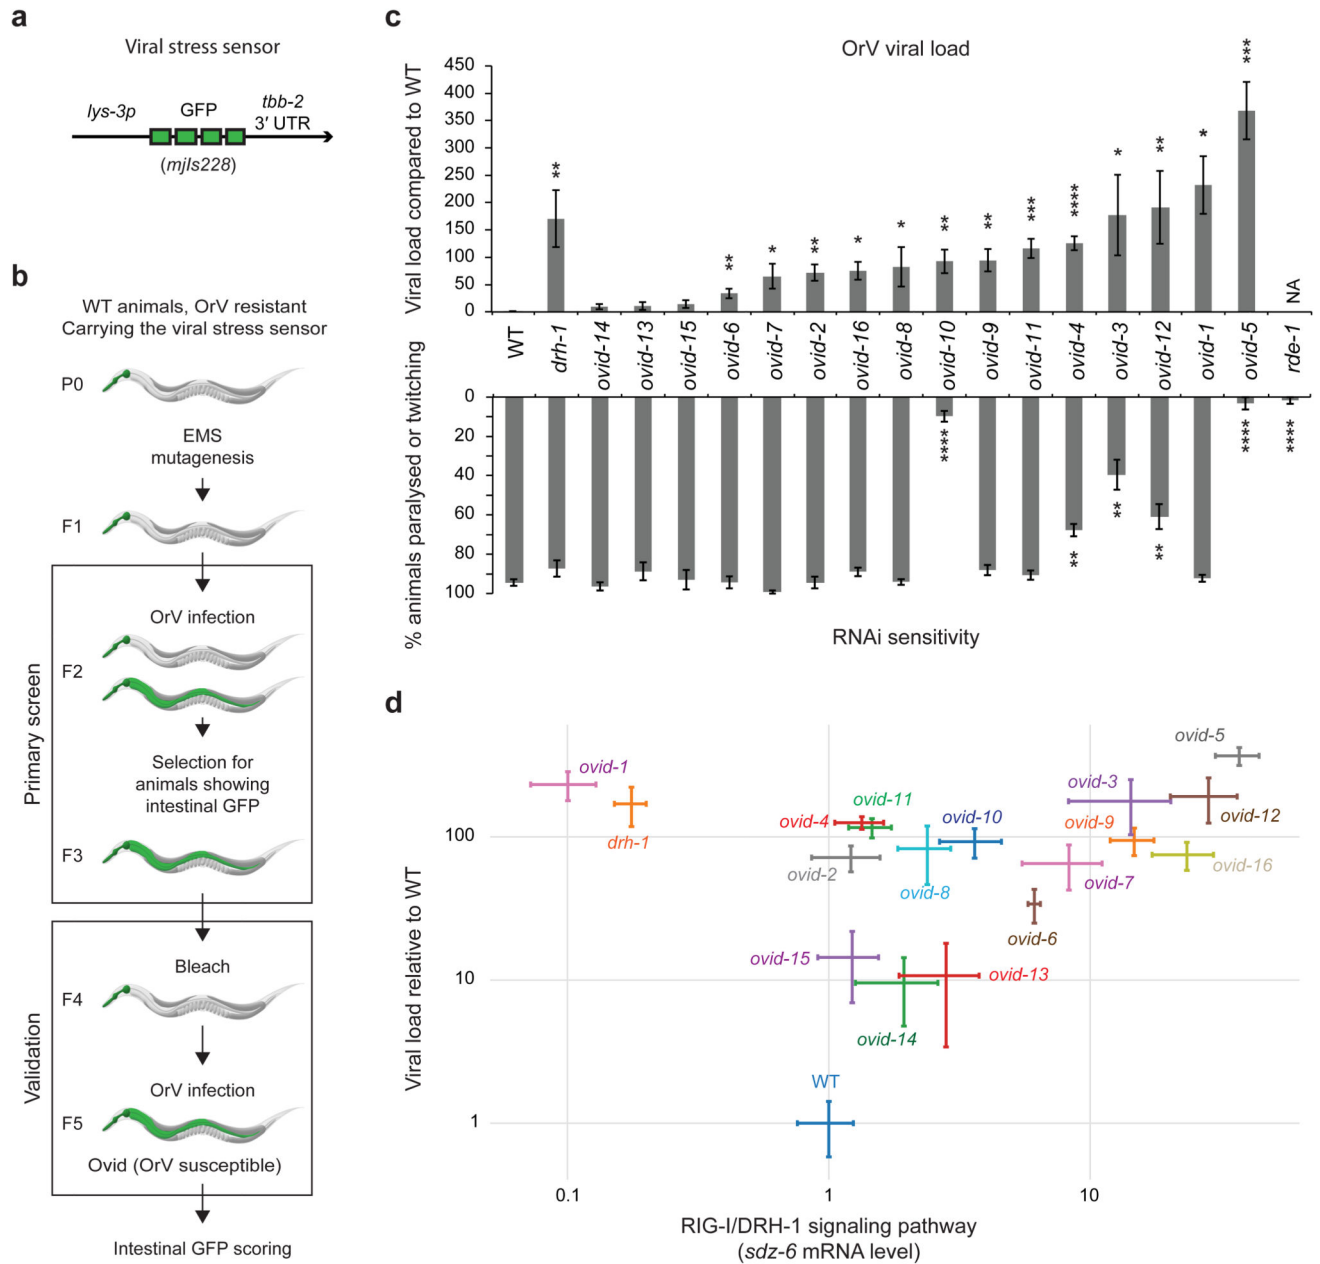 a
Viral stress sensor
lys-3p
GFP
tbb-2
3′ UTR
(mjIs228)
b
WT animals, OrV resistant
Carrying the viral stress sensor
P0
EMS
mutagenesis
F1
Primary screen
OrV infection
F2
Selection for
animals showing
intestinal GFP
F3
Validation
Bleach
F4
OrV infection
F5
Ovid (OrV susceptible)
Intestinal GFP scoring
c
OrV viral load
Viral load compared to WT
450
400
350
300
250
200
150
100
50
0
**
**
*
**
*
*
**
**
***
****
*
**
*
***
NA
WT
drh-1
ovid-14
ovid-13
ovid-15
ovid-6
ovid-7
ovid-2
ovid-16
ovid-8
ovid-10
ovid-9
ovid-11
ovid-4
ovid-3
ovid-12
ovid-1
ovid-5
rde-1
% animals paralysed or twitching
0
20
40
60
80
100
****
**
**
**
****
****
RNAi sensitivity
d
Viral load relative to WT
100
10
1
ovid-5
ovid-1
ovid-3
ovid-11
drh-1
ovid-4
ovid-10
ovid-9
ovid-12
ovid-2
ovid-8
ovid-7
ovid-16
ovid-6
ovid-15
ovid-13
ovid-14
WT
0.1
1
10
RIG-I/DRH-1 signaling pathway
(sdz-6 mRNA level)